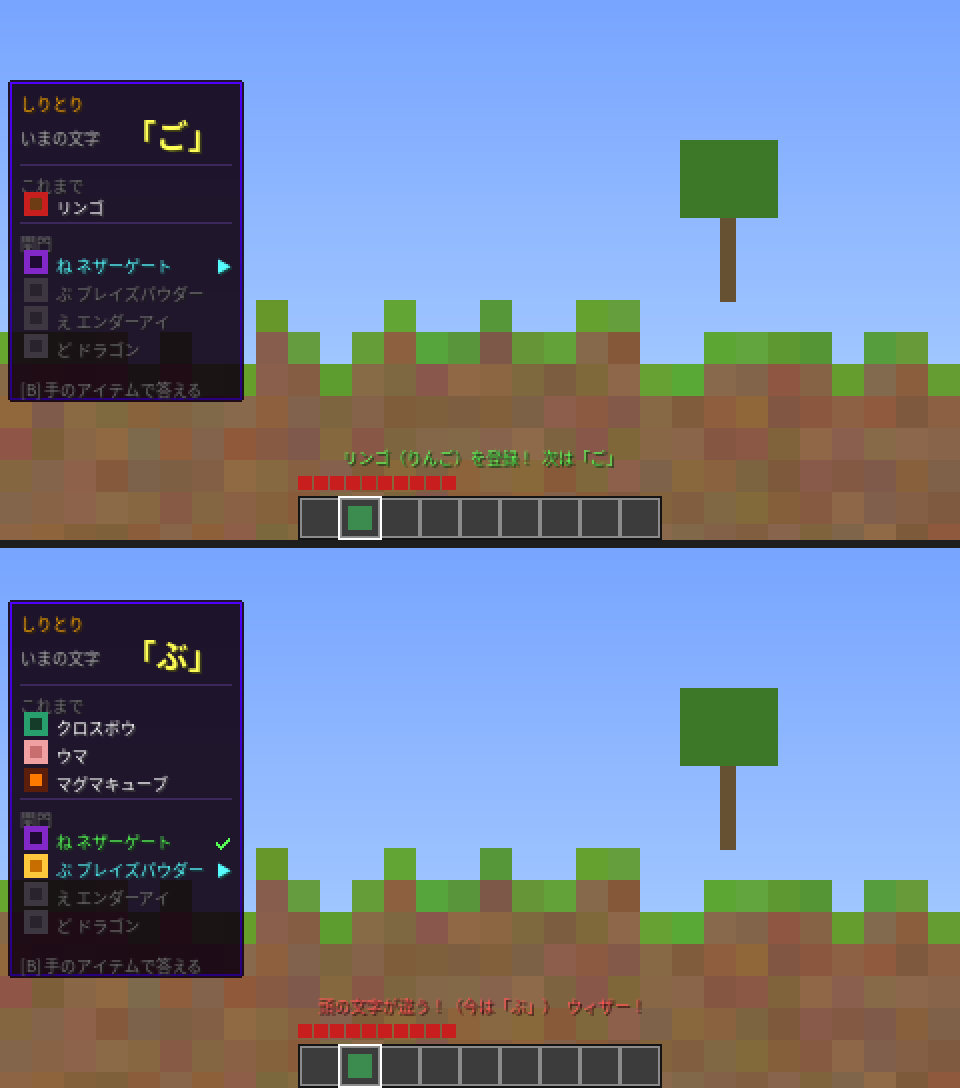 しりとり
いまの文字 「ご」
これまで
リンゴ
関門
ね ネザーゲート
ぶ ブレイズパウダー
え エンダーアイ
ど ドラゴン
[B]手のアイテムで答える
リンゴ（りんご）を登録！ 次は「ご」
しりとり
いまの文字 「ぶ」
これまで
クロスボウ
ウマ
マグマキューブ
関門
ね ネザーゲート
ぶ ブレイズパウダー
え エンダーアイ
ど ドラゴン
[B]手のアイテムで答える
頭の文字が違う！（今は「ぶ」） ウィザー！